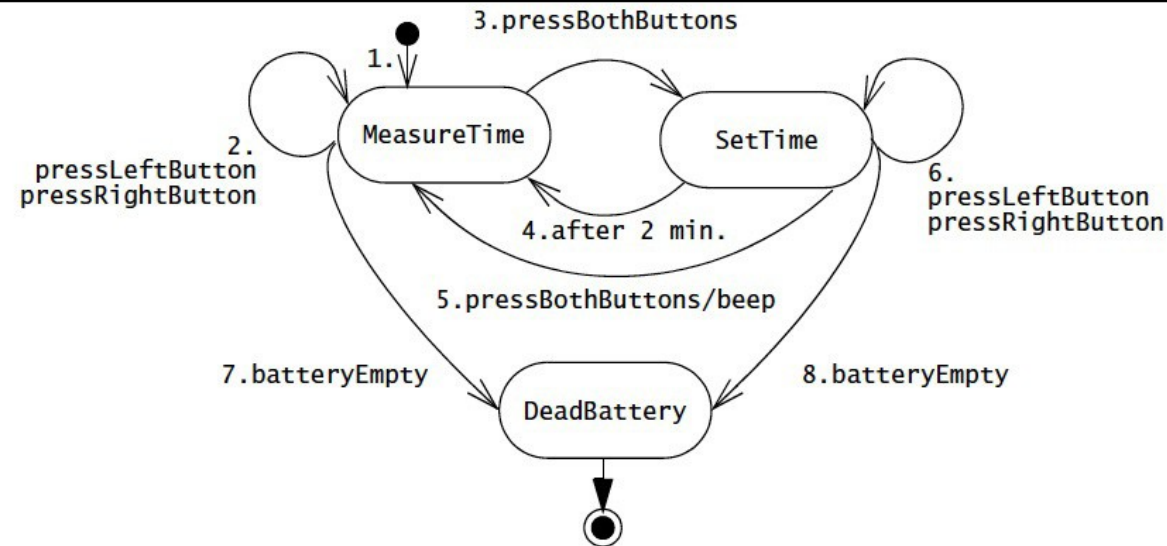 3.pressBothButtons
1.
MeasureTime
SetTime
2.
pressLeftButton
pressRightButton
6.
pressLeftButton
pressRightButton
4.after 2 min.
5.pressBothButtons/beep
7.batteryEmpty
8.batteryEmpty
DeadBattery